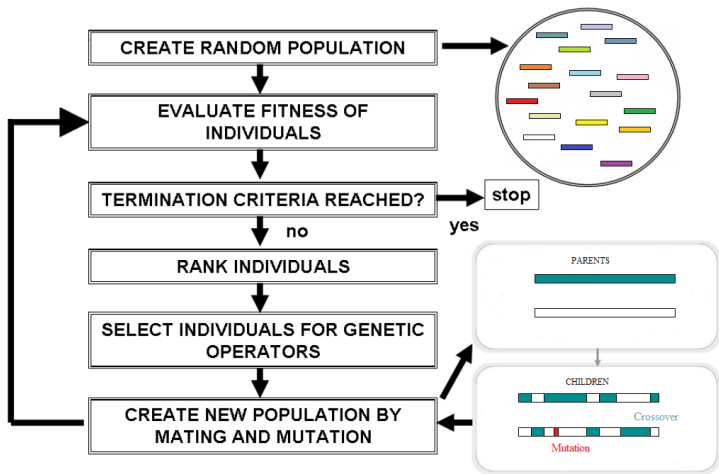 CREATE RANDOM POPULATION
EVALUATE FITNESS OF
INDIVIDUALS
TERMINATION CRITERIA REACHED?
stop
no
yes
RANK INDIVIDUALS
PARENTS
SELECT INDIVIDUALS FOR GENETIC
OPERATORS
CHILDREN
Crossover
CREATE NEW POPULATION BY
MATING AND MUTATION
Mutation